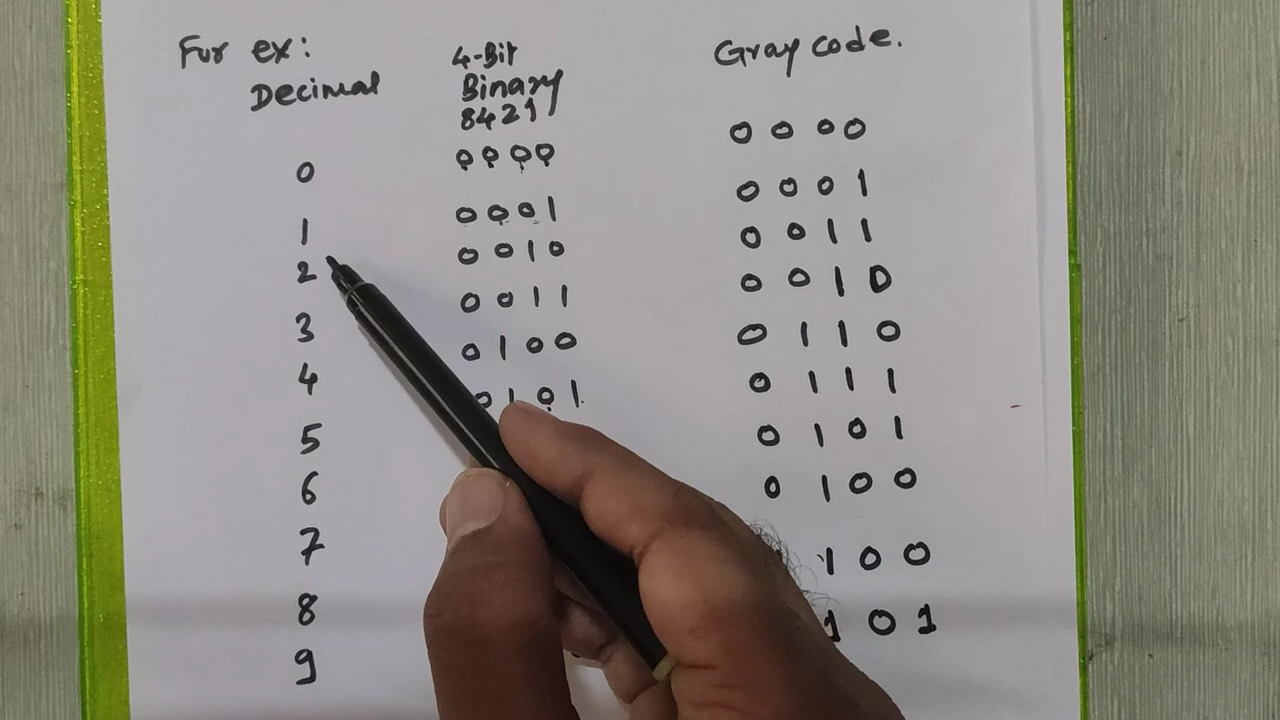 For ex: 4-Bit Gray code.
Decimal Binary
8421
0 0000 0000
1 0001 0001
2 0010 0011
3 0011 0010
4 0100 0110
5 0101 0111
6 0101
7 0100
8 100
9 101